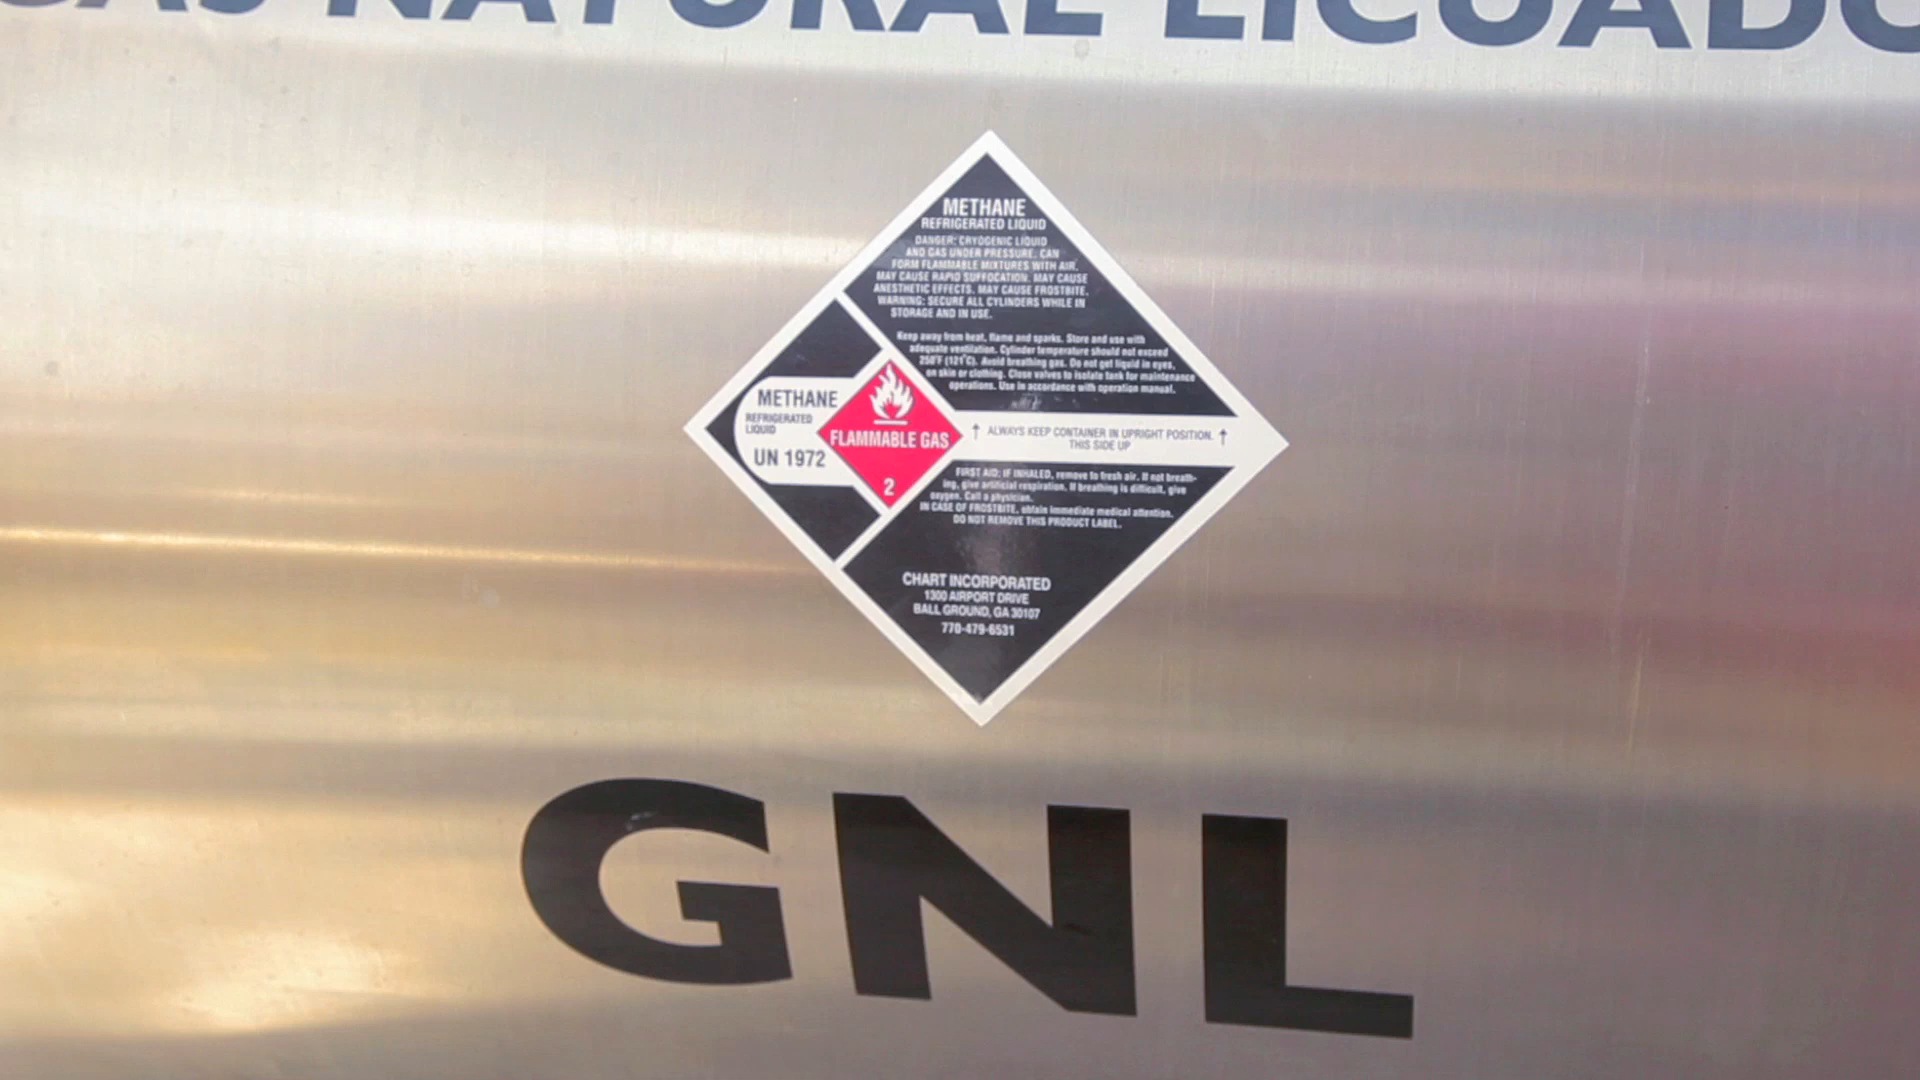 GAS NATURAL LICUADO
METHANE
REFRIGERATED LIQUID
DANGER: CRYOGENIC LIQUID
AND GAS UNDER PRESSURE. CAN
FORM FLAMMABLE MIXTURES WITH AIR.
MAY CAUSE RAPID SUFFOCATION. MAY CAUSE
ANESTHETIC EFFECTS. MAY CAUSE FROSTBITE.
WARNING: SECURE ALL CYLINDERS WHILE IN
STORAGE AND IN USE.
Keep away from heat, flame and sparks. Store and use with
adequate ventilation. Cylinder temperature should not exceed
250°F (121°C). Avoid breathing gas. Do not get liquid in eyes,
on skin or clothing. Close valves to isolate tank for maintenance
operations. Use in accordance with operation manual.
METHANE
REFRIGERATED
LIQUID
UN 1972
FLAMMABLE GAS
2
↑ ALWAYS KEEP CONTAINER IN UPRIGHT POSITION. ↑
THIS SIDE UP
FIRST AID: IF INHALED, remove to fresh air. If not breath-
ing, give artificial respiration. If breathing is difficult, give
oxygen. Call a physician.
IN CASE OF FROSTBITE, obtain immediate medical attention.
DO NOT REMOVE THIS PRODUCT LABEL.
CHART INCORPORATED
1300 AIRPORT DRIVE
BALL GROUND, GA 30107
770-479-6531
GNL